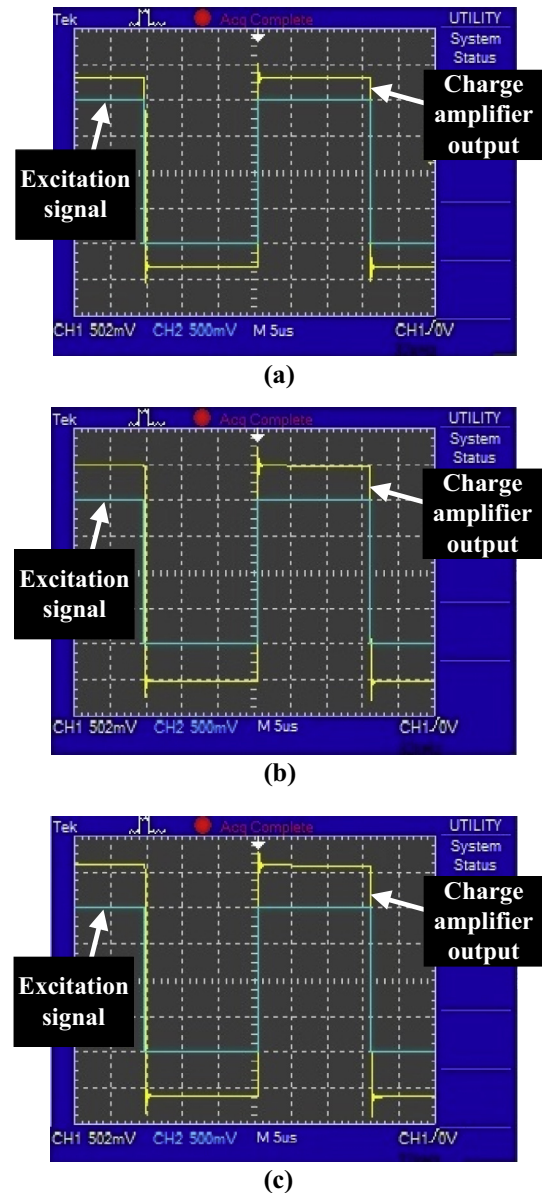 Tek Acq Complete UTILITY
System
Status
Charge
amplifier
output
Excitation
signal
CH1 502mV CH2 500mV M 5us CH1 / 0V
(a)
Tek Acq Complete UTILITY
System
Status
Charge
amplifier
output
Excitation
signal
CH1 502mV CH2 500mV M 5us CH1 / 0V
(b)
Tek Acq Complete UTILITY
System
Status
Charge
amplifier
output
Excitation
signal
CH1 502mV CH2 500mV M 5us CH1 / 0V
(c)